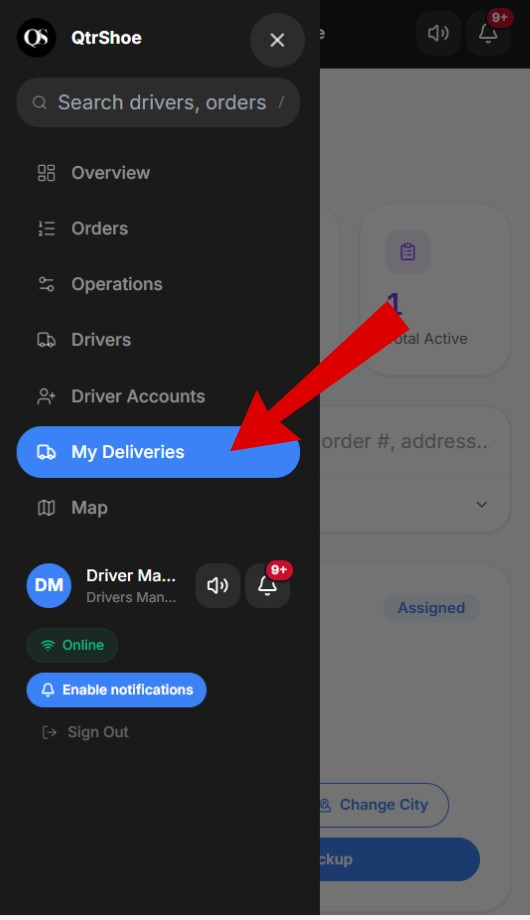 QS
QtrShoe
e
9+
Search drivers, orders /
Overview
Orders
Operations
Drivers
Driver Accounts
My Deliveries
Map
1
otal Active
order #, address..
DM
Driver Ma...
Drivers Man...
9+
Assigned
Online
Enable notifications
Sign Out
Change City
ckup